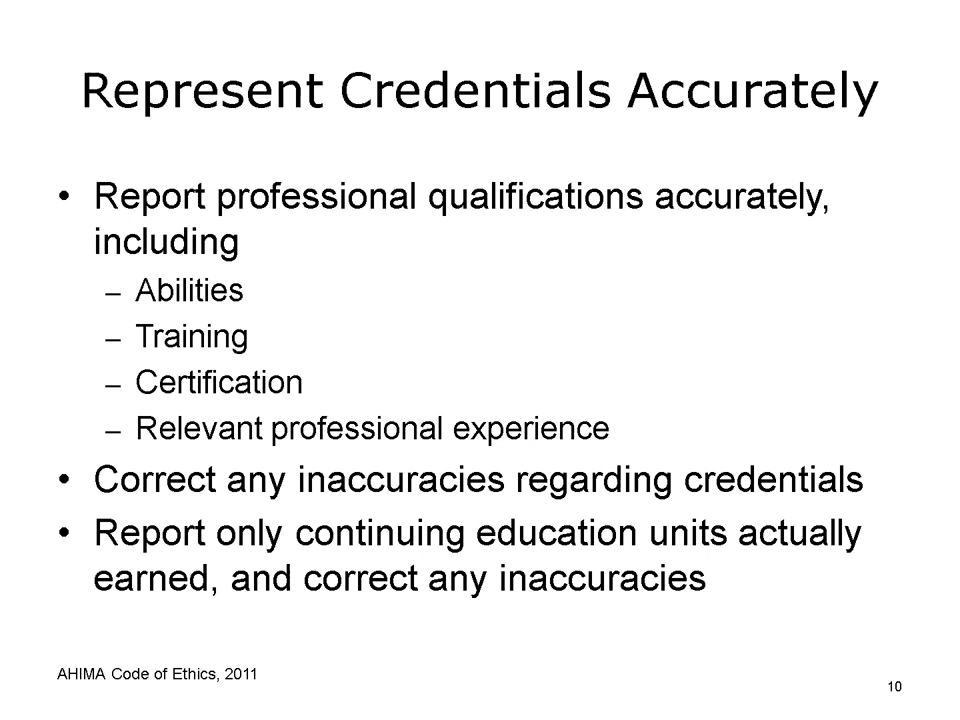 Represent Credentials Accurately
• Report professional qualifications accurately,
including
– Abilities
– Training
– Certification
– Relevant professional experience
• Correct any inaccuracies regarding credentials
• Report only continuing education units actually
earned, and correct any inaccuracies
AHIMA Code of Ethics, 2011
10